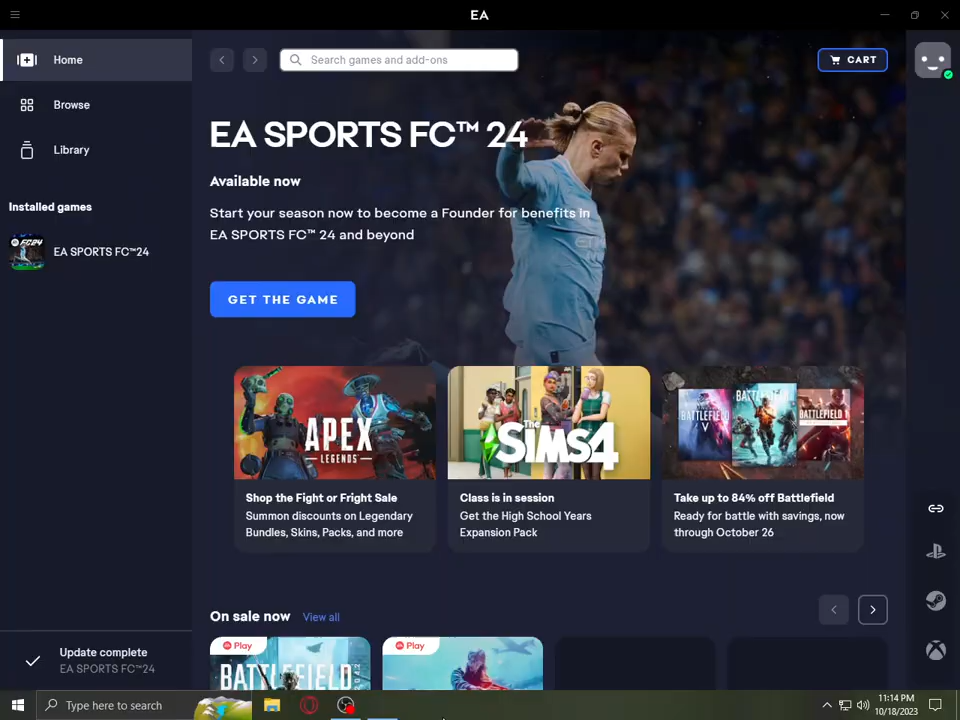 EA
Home
Search games and add-ons
CART
Browse
Library
Installed games
EA SPORTS FC™24
EA SPORTS FC™ 24
Available now
Start your season now to become a Founder for benefits in
EA SPORTS FC™ 24 and beyond
GET THE GAME
APEX
LEGENDS
The
SIMS4
BATTLEFIELD
V
BATTLEFIELD
BATTLEFIELD 1
Shop the Fight or Fright Sale
Summon discounts on Legendary
Bundles, Skins, Packs, and more
Class is in session
Get the High School Years
Expansion Pack
Take up to 84% off Battlefield
Ready for battle with savings, now
through October 26
On sale now
View all
Play
Play
BATTLEFIELD
Update complete
EA SPORTS FC™24
Type here to search
11:14 PM
10/18/2023